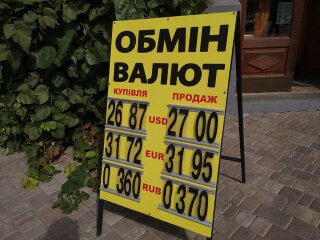 ОБМІН
ВАЛЮТ
КУПІВЛЯ ПРОДАЖ
26 87 USD 27 00
31 72 EUR 31 95
0 360 RUB 0 370